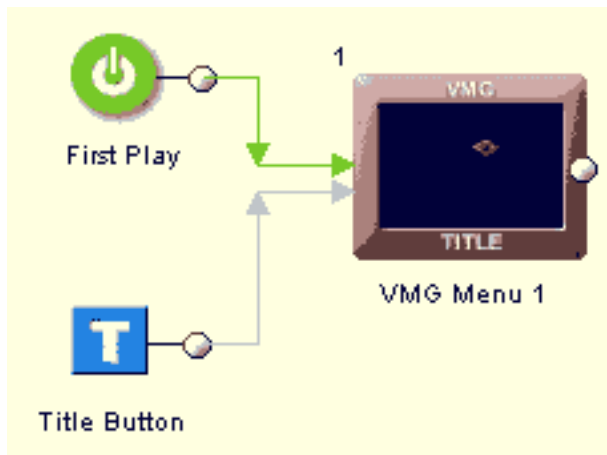 1
VMG
First Play
TITLE
VMG Menu 1
T
Title Button